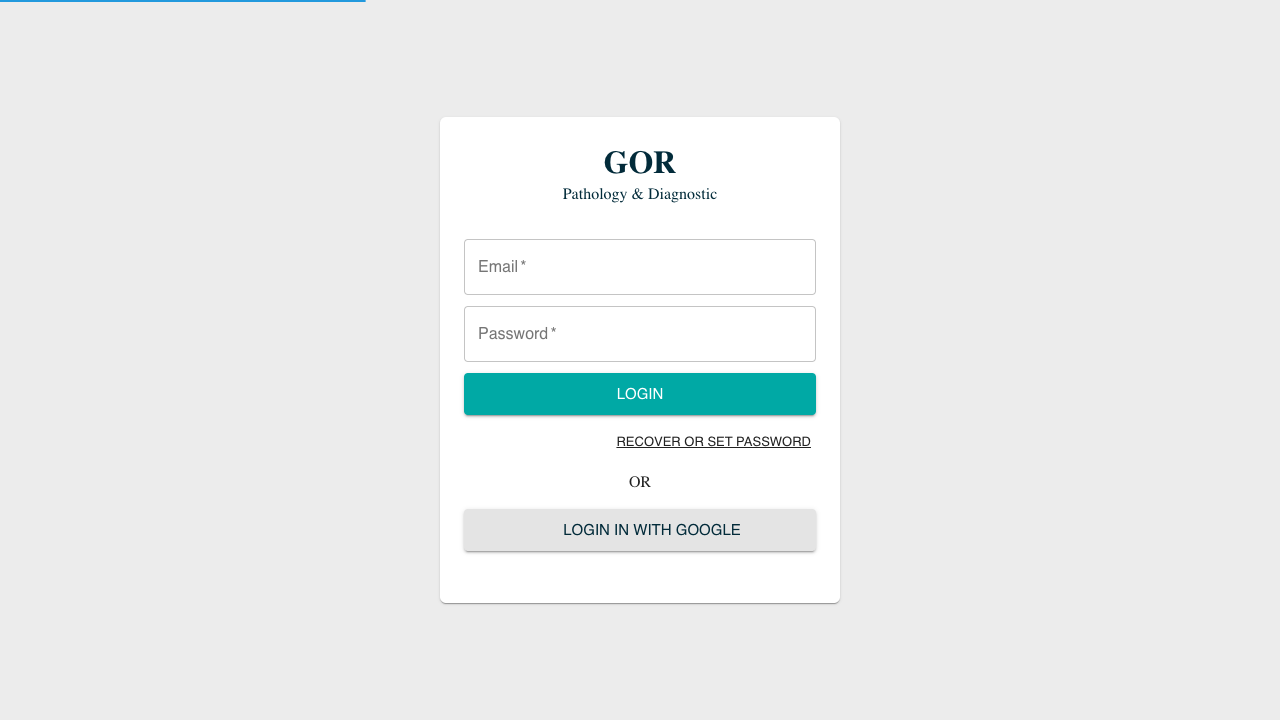 GOR
Pathology & Diagnostic
Email *
Password *
LOGIN
RECOVER OR SET PASSWORD
OR
LOGIN IN WITH GOOGLE